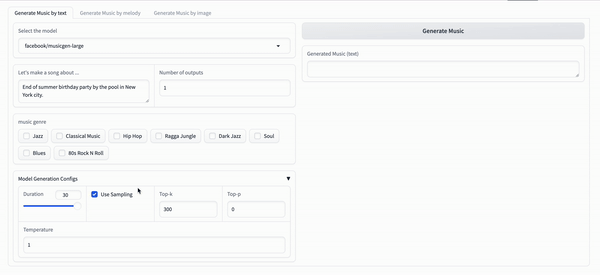 Generate Music by text
Generate Music by melody
Generate Music by image
Select the model
facebook/musicgen-large
Let's make a song about ...
End of summer birthday party by the pool in New
York city.
Number of outputs
1
music genre
Jazz
Classical Music
Hip Hop
Ragga Jungle
Dark Jazz
Soul
Blues
80s Rock N Roll
Model Generation Configs
Duration
30
Use Sampling
Top-k
300
Top-p
0
Temperature
1
Generate Music
Generated Music (text)